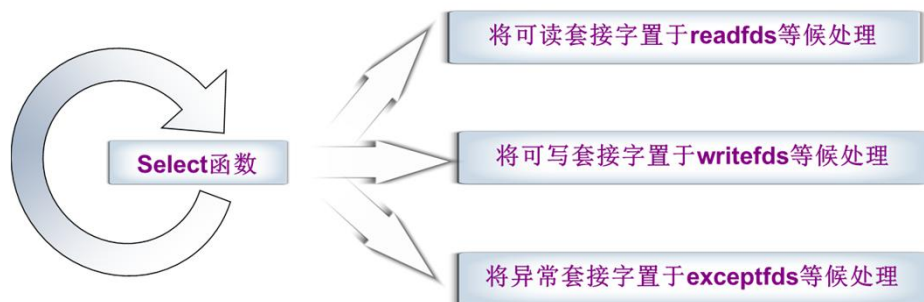 将可读套接字置于readfds等候处理
Select函数
将可写套接字置于writefds等候处理
将异常套接字置于exceptfds等候处理